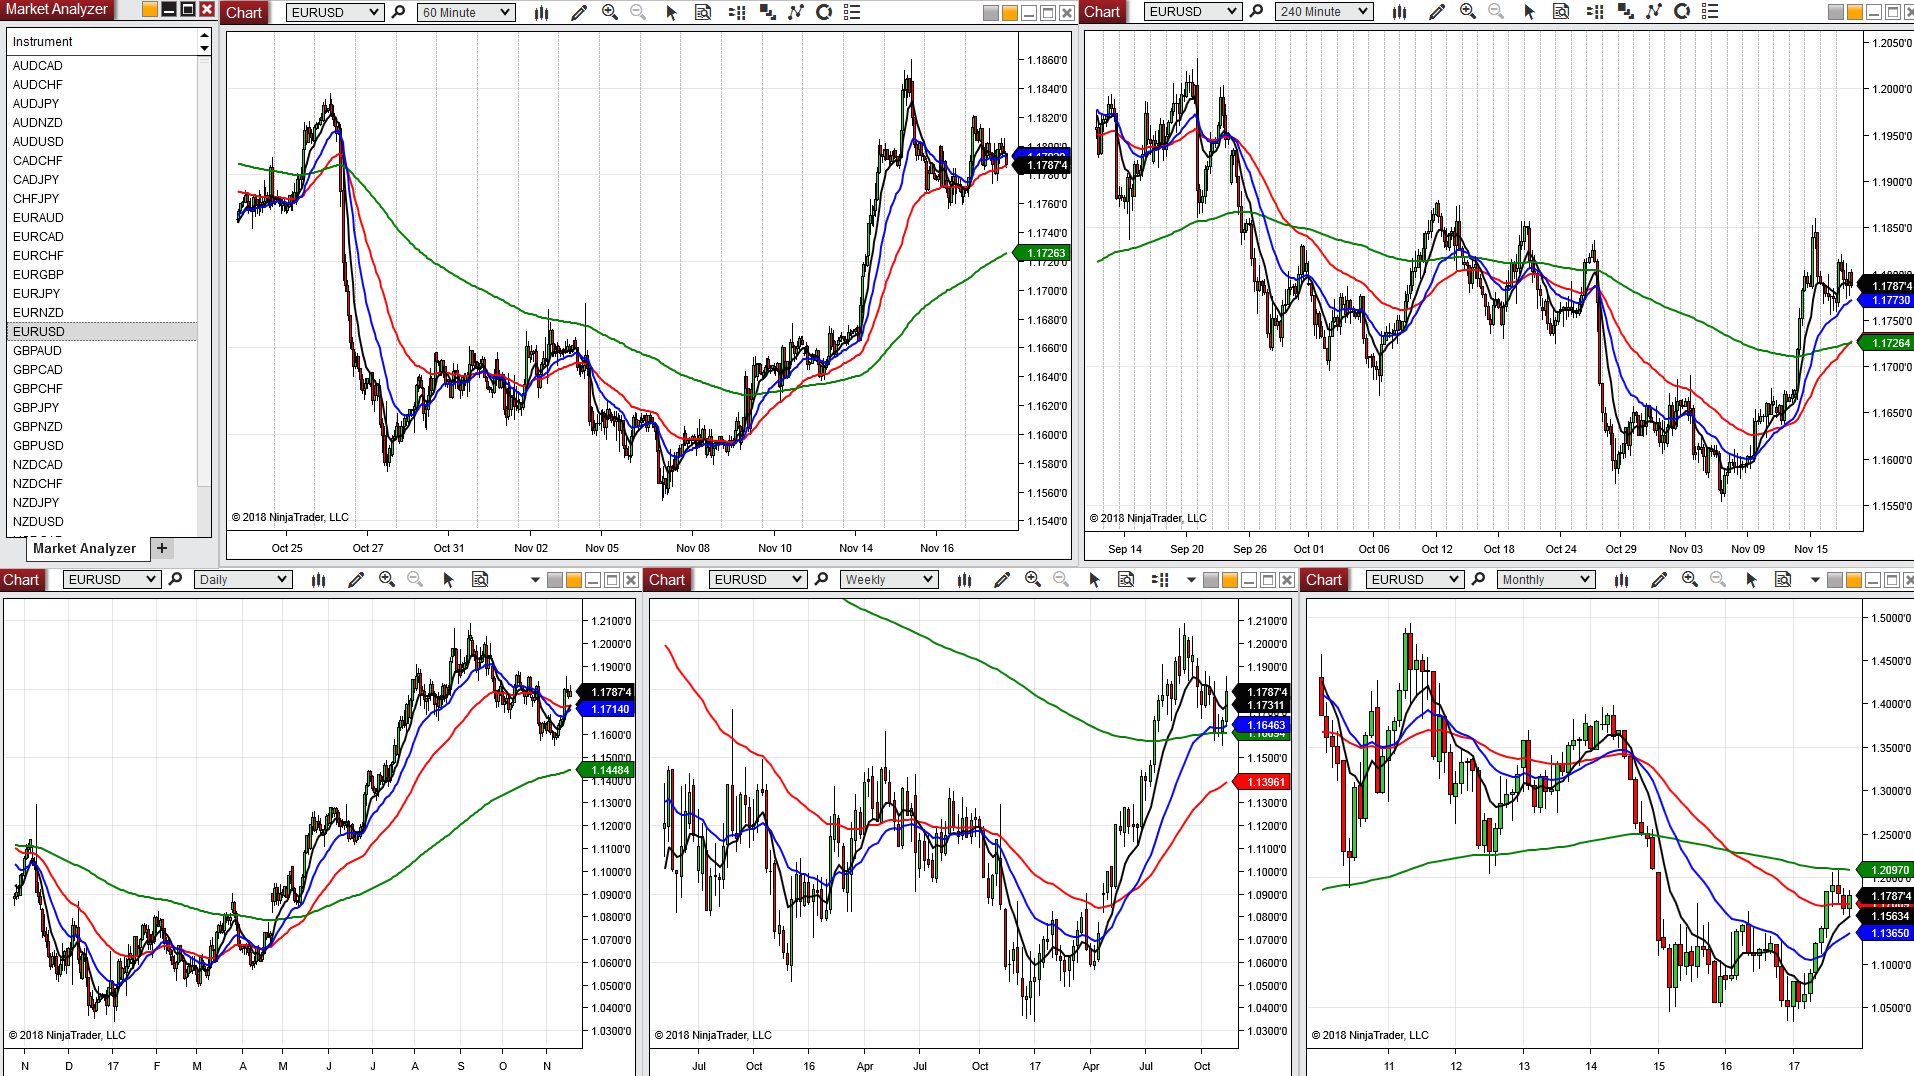 Market Analyzer
Instrument
AUDCAD
AUDCHF
AUDJPY
AUDNZD
AUDUSD
CADCHF
CADJPY
CHFJPY
EURAUD
EURCAD
EURCHF
EURGBP
EURJPY
EURNZD
EURUSD
GBPAUD
GBPCAD
GBPCHF
GBPJPY
GBPNZD
GBPUSD
NZDCAD
NZDCHF
NZDJPY
NZDUSD
Market Analyzer +
Chart EURUSD 60 Minute
1.1860'0
1.1840'0
1.1820'0
1.1787'4
1.1760'0
1.1740'0
1.17263
1.1720'0
1.1700'0
1.1680'0
1.1660'0
1.1640'0
1.1620'0
1.1600'0
1.1580'0
1.1560'0
1.1540'0
© 2018 NinjaTrader, LLC
Oct 25 Oct 27 Oct 31 Nov 02 Nov 05 Nov 08 Nov 10 Nov 14 Nov 16
Chart EURUSD 240 Minute
1.2050'0
1.2000'0
1.1950'0
1.1900'0
1.1850'0
1.1787'4
1.17730
1.1750'0
1.17264
1.1700'0
1.1650'0
1.1600'0
1.1550'0
© 2018 NinjaTrader, LLC
Sep 14 Sep 20 Sep 26 Oct 01 Oct 06 Oct 12 Oct 18 Oct 24 Oct 29 Nov 03 Nov 09 Nov 15
Chart EURUSD Daily
1.2100'0
1.2000'0
1.1900'0
1.1787'4
1.17140
1.1600'0
1.1500'0
1.14484
1.1300'0
1.1200'0
1.1100'0
1.1000'0
1.0900'0
1.0800'0
1.0700'0
1.0600'0
1.0500'0
1.0400'0
1.0300'0
© 2018 NinjaTrader, LLC
N D 17 F M A M J J A S O N
Chart EURUSD Weekly
1.2100'0
1.2000'0
1.1900'0
1.1787'4
1.17311
1.16463
1.1500'0
1.13961
1.1300'0
1.1200'0
1.1100'0
1.1000'0
1.0900'0
1.0800'0
1.0700'0
1.0600'0
1.0500'0
1.0400'0
1.0300'0
© 2018 NinjaTrader, LLC
Jul Oct 16 Apr Jul Oct 17 Apr Jul Oct
Chart EURUSD Monthly
1.5000'0
1.4500'0
1.4000'0
1.3500'0
1.3000'0
1.2500'0
1.20970
1.1787'4
1.15634
1.13650
1.1000'0
1.0500'0
© 2018 NinjaTrader, LLC
11 12 13 14 15 16 17